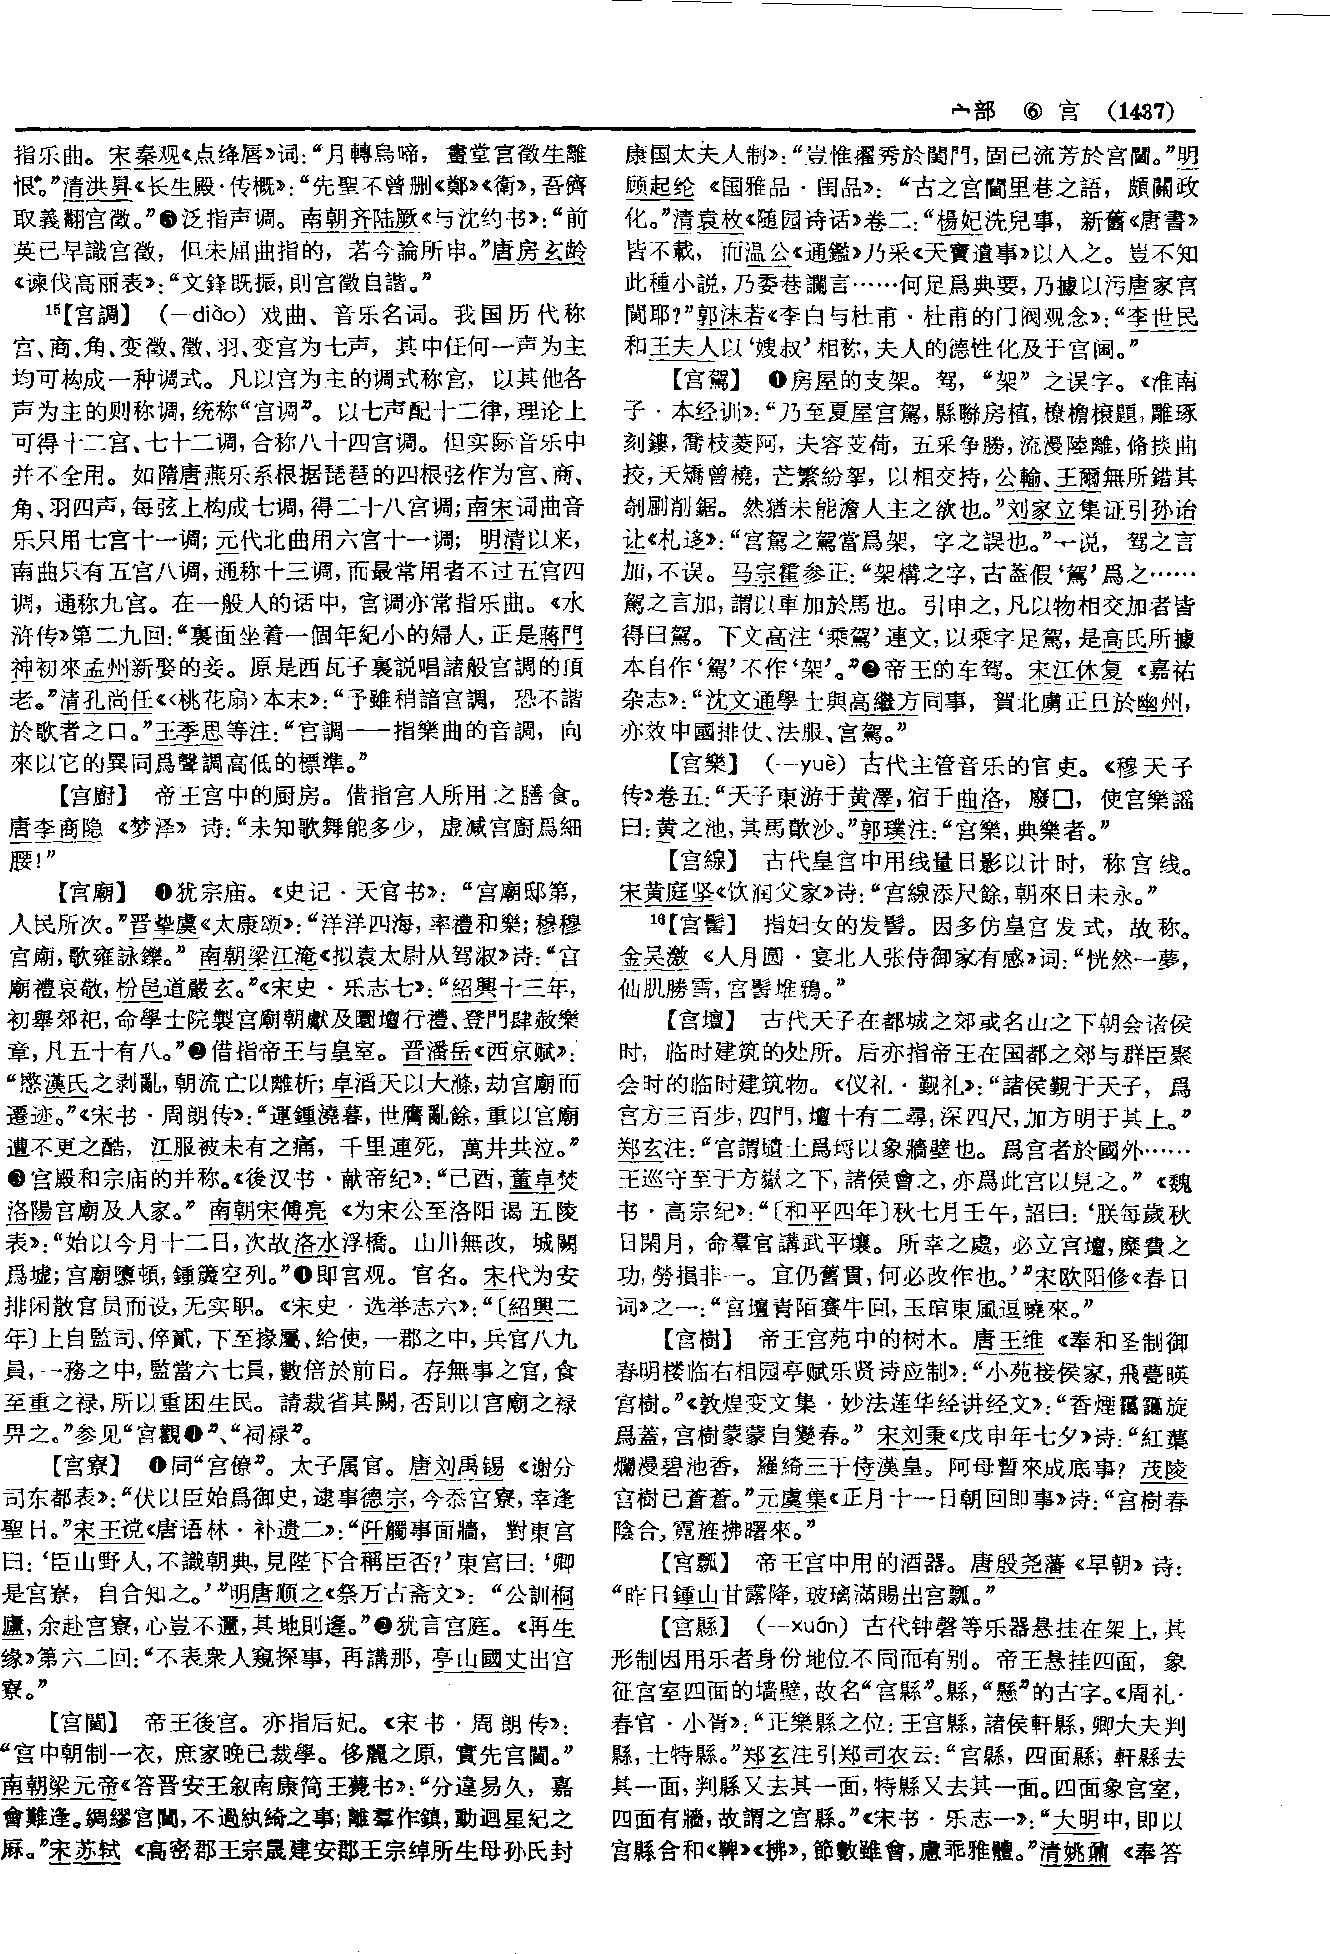 宀部 ⑥ 宫 (1437)
指乐曲。宋秦观《点绛唇》词:“月轉烏啼，畫堂宫徵生離
恨。”清洪昇《长生殿·传概》:“先聖不曾删《鄭》《衛》,吾儕
取義翻宫徵。”❸泛指声调。南朝齐陆厥《与沈约书》:“前
英已早識宫徵，但未屈曲指的，若今論所申。”唐房玄龄
《谏伐高丽表》:“文鋒既振,則宫徵自諧。”
15【宫調】 (—diào) 戏曲、音乐名词。我国历代称
宫、商、角、变徵、徵、羽、变宫为七声，其中任何一声为主
均可构成一种调式。凡以宫为主的调式称宫，以其他各
声为主的则称调,统称“宫调”。以七声配十二律,理论上
可得十二宫、七十二调,合称八十四宫调。但实际音乐中
并不全用。如隋唐燕乐系根据琵琶的四根弦作为宫、商、
角、羽四声,每弦上构成七调,得二十八宫调;南宋词曲音
乐只用七宫十一调;元代北曲用六宫十一调;明清以来，
南曲只有五宫八调,通称十三调,而最常用者不过五宫四
调，通称九宫。在一般人的话中，宫调亦常指乐曲。《水
浒传》第二九回:“裏面坐着一個年紀小的婦人,正是蔣門
神初來孟州新娶的妾。原是西瓦子裏説唱諸般宫調的頂
老。”清孔尚任《〈桃花扇〉本末》:“予雖稍諳宫調，恐不諧
於歌者之口。”王季思等注:“宫調——指樂曲的音調，向
來以它的異同爲聲調高低的標準。”
【宫廚】 帝王宫中的厨房。借指宫人所用之膳食。
唐李商隐《梦泽》诗:“未知歌舞能多少，虚減宫廚爲細
腰!”
【宫廟】 ❶犹宗庙。《史记·天官书》:“宫廟邸第，
人民所次。”晋挚虞《太康颂》:“洋洋四海,率禮和樂;穆穆
宫廟,歌雍詠鑠。”南朝梁江淹《拟袁太尉从驾淑》诗:“宫
廟禮哀敬,枌邑道嚴玄。”《宋史·乐志七》:“紹興十三年，
初舉郊祀,命學士院製宫廟朝獻及圜壇行禮、登門肆赦樂
章,凡五十有八。”❷借指帝王与皇室。晋潘岳《西京赋》:
“愍漢氏之剥亂,朝流亡以離析;卓滔天以大滌,劫宫廟而
遷迹。”《宋书·周朗传》:“運鍾澆暮,世膺亂餘,重以宫廟
遭不更之酷，江服被未有之痛，千里連死，萬井共泣。”
❸宫殿和宗庙的并称。《後汉书·献帝纪》:“己酉,董卓焚
洛陽宫廟及人家。”南朝宋傅亮《为宋公至洛阳谒五陵
表》:“始以今月十二日,次故洛水浮橋。山川無改，城闕
爲墟;宫廟隳頓,鍾簴空列。”❹即宫观。官名。宋代为安
排闲散官员而设,无实职。《宋史·选举志六》:“〔紹興二
年〕上自監司、倅貳,下至掾屬、給使,一郡之中,兵官八九
員,一務之中,監當六七員,數倍於前日。存無事之官,食
至重之禄,所以重困生民。請裁省其闕,否則以宫廟之禄
畀之。”参见“宫觀❶”、“祠禄”。
【宫寮】 ❶同“宫僚”。太子属官。唐刘禹锡《谢分
司东都表》:“伏以臣始爲御史,逮事德宗,今忝宫寮,幸逢
聖日。”宋王谠《唐语林·补遗二》:“阡觸事面牆，對東宫
曰:‘臣山野人,不識朝典,見陛下合稱臣否?’東宫曰:‘卿
是宫寮，自合知之。’”明唐顺之《祭万古斋文》:“公訓桐
廬,余赴宫寮,心豈不邇,其地則逢。”❷犹言宫庭。《再生
缘》第六二回:“不表衆人窺探事，再講那，亭山國丈出宫
寮。”
【宫閫】 帝王後宫。亦指后妃。《宋书·周朗传》:
“宫中朝制一衣，庶家晚已裁學。侈麗之原，實先宫閫。”
南朝梁元帝《答晋安王叙南康简王薨书》:“分違易久，嘉
會難逢。綢繆宫閫,不過紈綺之事;離羣作鎮,動迴星紀之
厤。”宋苏轼《高密郡王宗晟建安郡王宗绰所生母孙氏封
康国太夫人制》:“豈惟擢秀於閨門,固已流芳於宫閫。”明
顾起纶《国雅品·闺品》:“古之宫閫里巷之語，頗關政
化。”清袁枚《随园诗话》卷二:“楊妃洗兒事，新舊《唐書》
皆不載，而温公《通鑑》乃采《天寶遺事》以入之。豈不知
此種小説,乃委巷讕言……何足爲典要,乃據以污唐家宫
閫耶?”郭沫若《李白与杜甫·杜甫的门阀观念》:“李世民
和王夫人以‘嫂叔’相称,夫人的德性化及于宫闽。”
【宫駕】 ❶房屋的支架。驾，“架”之误字。《淮南
子·本经训》:“乃至夏屋宫駕,縣聯房植,橑檐榱題,雕琢
刻鏤,喬枝菱阿，夫容芰荷，五采争勝,流漫陸離,脩掞曲
挍,夭矯曾橈，芒繁紛挐，以相交持,公輸、王爾無所錯其
剞劂削鋸。然猶未能澹人主之欲也。”刘家立集证引孙诒
让《札迻》:“宫駕之駕當爲架，字之誤也。”一说，驾之言
加,不误。马宗霍参正:“架構之字,古蓋假‘駕’爲之……
駕之言加,謂以車加於馬也。引申之,凡以物相交加者皆
得曰駕。下文高注‘乘駕’連文,以乘字足駕,是高氏所據
本自作‘駕’不作‘架’。”❷帝王的车驾。宋江休复《嘉祐
杂志》:“沈文通學士與高繼方同事，賀北虜正旦於幽州，
亦效中國排仗、法服、宫駕。”
【宫樂】 (—yuè) 古代主管音乐的官吏。《穆天子
传》卷五:“天子東游于黄澤,宿于曲洛，廢囗，使宫樂謡
曰:黄之池,其馬歕沙。”郭璞注:“宫樂,典樂者。”
【宫線】 古代皇宫中用线量日影以计时，称宫线。
宋黄庭坚《饮润父家》诗:“宫線添尺餘,朝來日未永。”
16【宫髻】 指妇女的发髻。因多仿皇宫发式，故称。
金吴激《人月圆·宴北人张侍御家有感》词:“恍然一夢，
仙肌勝雪,宫髻堆鴉。”
【宫壇】 古代天子在都城之郊或名山之下朝会诸侯
时，临时建筑的处所。后亦指帝王在国都之郊与群臣聚
会时的临时建筑物。《仪礼·觐礼》:“諸侯覲于天子，爲
宫方三百步,四門,壇十有二尋,深四尺,加方明于其上。”
郑玄注:“宫謂壝土爲埒以象牆壁也。爲宫者於國外……
王巡守至于方嶽之下,諸侯會之,亦爲此宫以見之。”《魏
书·高宗纪》:“〔和平四年〕秋七月壬午,詔曰:‘朕每歲秋
日閑月，命羣官講武平壤。所幸之處，必立宫壇,糜費之
功,勞損非一。宜仍舊貫,何必改作也。’”宋欧阳修《春日
词》之一:“宫壇青陌賽牛回,玉琯東風逗曉來。”
【宫樹】 帝王宫苑中的树木。唐王维《奉和圣制御
春明楼临右相园亭赋乐贤诗应制》:“小苑接侯家,飛甍暎
宫樹。”《敦煌变文集·妙法莲华经讲经文》:“香煙靄靄旋
爲蓋,宫樹蒙蒙自變春。”宋刘秉《戊申年七夕》诗:“紅蕖
爛漫碧池香，羅綺三千侍漢皇。阿母暫來成底事?茂陵
宫樹已蒼蒼。”元虞集《正月十一日朝回即事》诗:“宫樹春
陰合,霓旌拂曙來。”
【宫瓢】 帝王宫中用的酒器。唐殷尧藩《早朝》诗:
“昨日鍾山甘露降,玻璃滿賜出宫瓢。”
【宫縣】 (—xuán) 古代钟磬等乐器悬挂在架上,其
形制因用乐者身份地位不同而有别。帝王悬挂四面，象
征宫室四面的墙壁,故名“宫縣”。縣,“懸”的古字。《周礼·
春官·小胥》:“正樂縣之位:王宫縣,諸侯軒縣,卿大夫判
縣,士特縣。”郑玄注引郑司农云:“宫縣，四面縣;軒縣去
其一面,判縣又去其一面,特縣又去其一面。四面象宫室，
四面有牆,故謂之宫縣。”《宋书·乐志一》:“大明中,即以
宫縣合和《鞞》《拂》,節數雖會,慮乖雅體。”清姚鼐《奉答